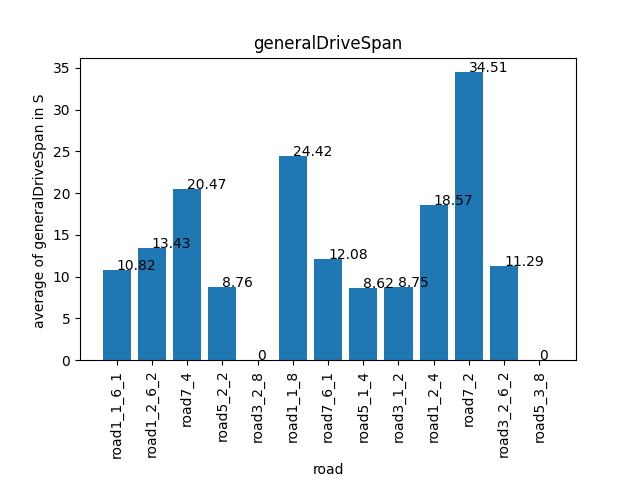 generalDriveSpan
average of generalDriveSpan in S
35
30
25
20
15
10
5
0
10.82
13.43
20.47
8.76
0
24.42
12.08
8.62
8.75
18.57
34.51
11.29
0
road1_1_6_1
road1_2_6_2
road7_4
road5_2_2
road3_2_8
road1_1_8
road7_6_1
road5_1_4
road3_1_2
road1_2_4
road7_2
road3_2_6_2
road5_3_8
road